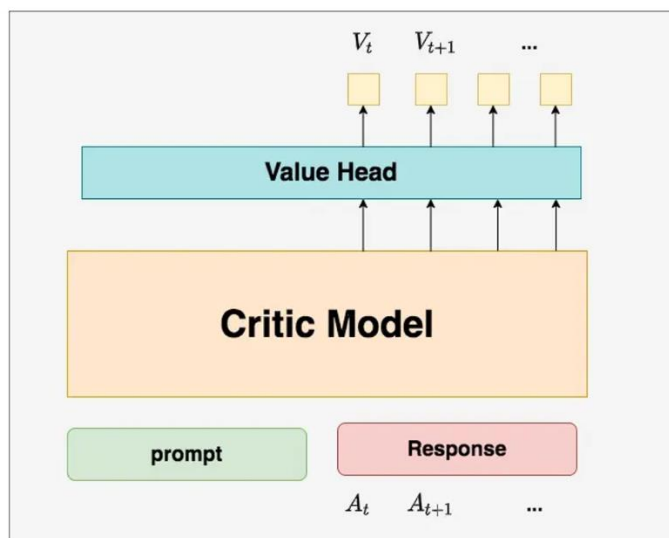 V_t V_{t+1} ...
Value Head
Critic Model
prompt Response
A_t A_{t+1} ...